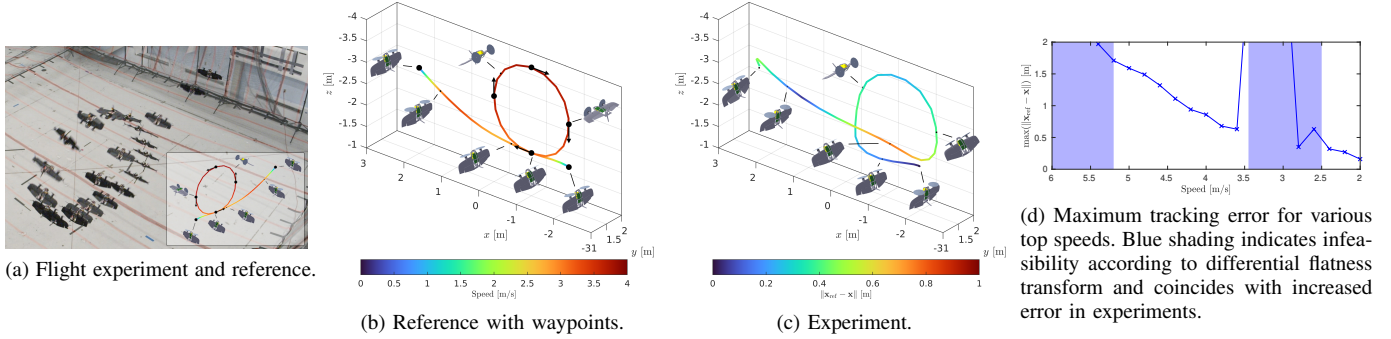 (a) Flight experiment and reference.
-4
-3.5
-3
-2.5
-2
-1.5
-1
z [m]
3
2
1
0
-1
-2
-3
1
1.5
2
x [m]
y [m]
0 0.5 1 1.5 2 2.5 3 3.5 4
Speed [m/s]
(b) Reference with waypoints.
-4
-3.5
-3
-2.5
-2
-1.5
-1
z [m]
3
2
1
0
-1
-2
-3
1
1.5
2
x [m]
y [m]
0 0.2 0.4 0.6 0.8 1
‖x_ref − x‖ [m]
(c) Experiment.
2
1.5
1
0.5
0
max(‖x_ref − x‖) [m]
6 5.5 5 4.5 4 3.5 3 2.5 2
Speed [m/s]
(d) Maximum tracking error for various
top speeds. Blue shading indicates infea-
sibility according to differential flatness
transform and coincides with increased
error in experiments.